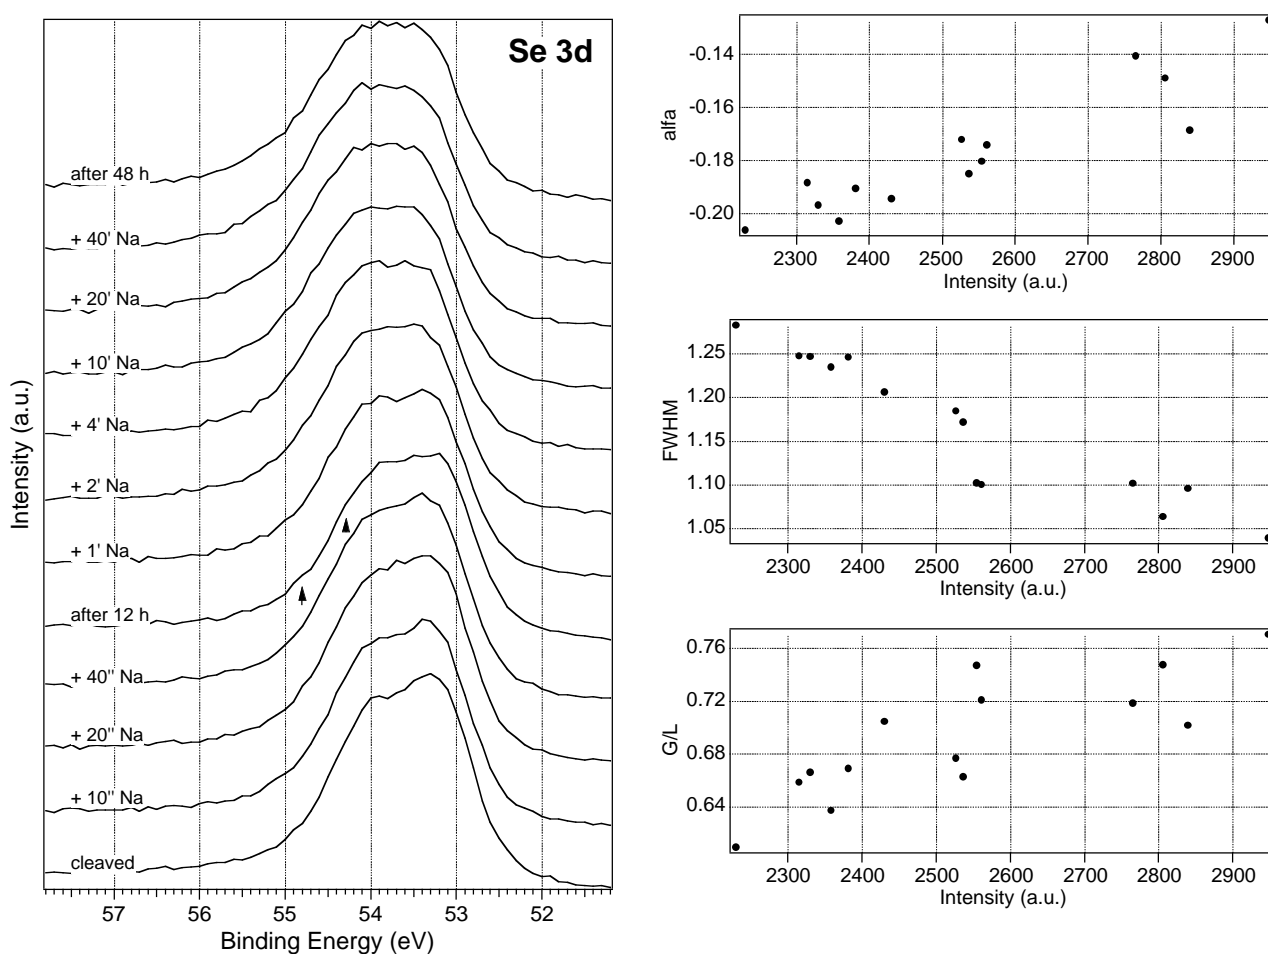 Se 3d
after 48 h
+ 40' Na
+ 20' Na
+ 10' Na
+ 4' Na
+ 2' Na
+ 1' Na
after 12 h
+ 40'' Na
+ 20'' Na
+ 10'' Na
cleaved
Intensity (a.u.)
57 56 55 54 53 52
Binding Energy (eV)
alfa
-0.14
-0.16
-0.18
-0.20
2300 2400 2500 2600 2700 2800 2900
Intensity (a.u.)
FWHM
1.25
1.20
1.15
1.10
1.05
2300 2400 2500 2600 2700 2800 2900
Intensity (a.u.)
G/L
0.76
0.72
0.68
0.64
2300 2400 2500 2600 2700 2800 2900
Intensity (a.u.)